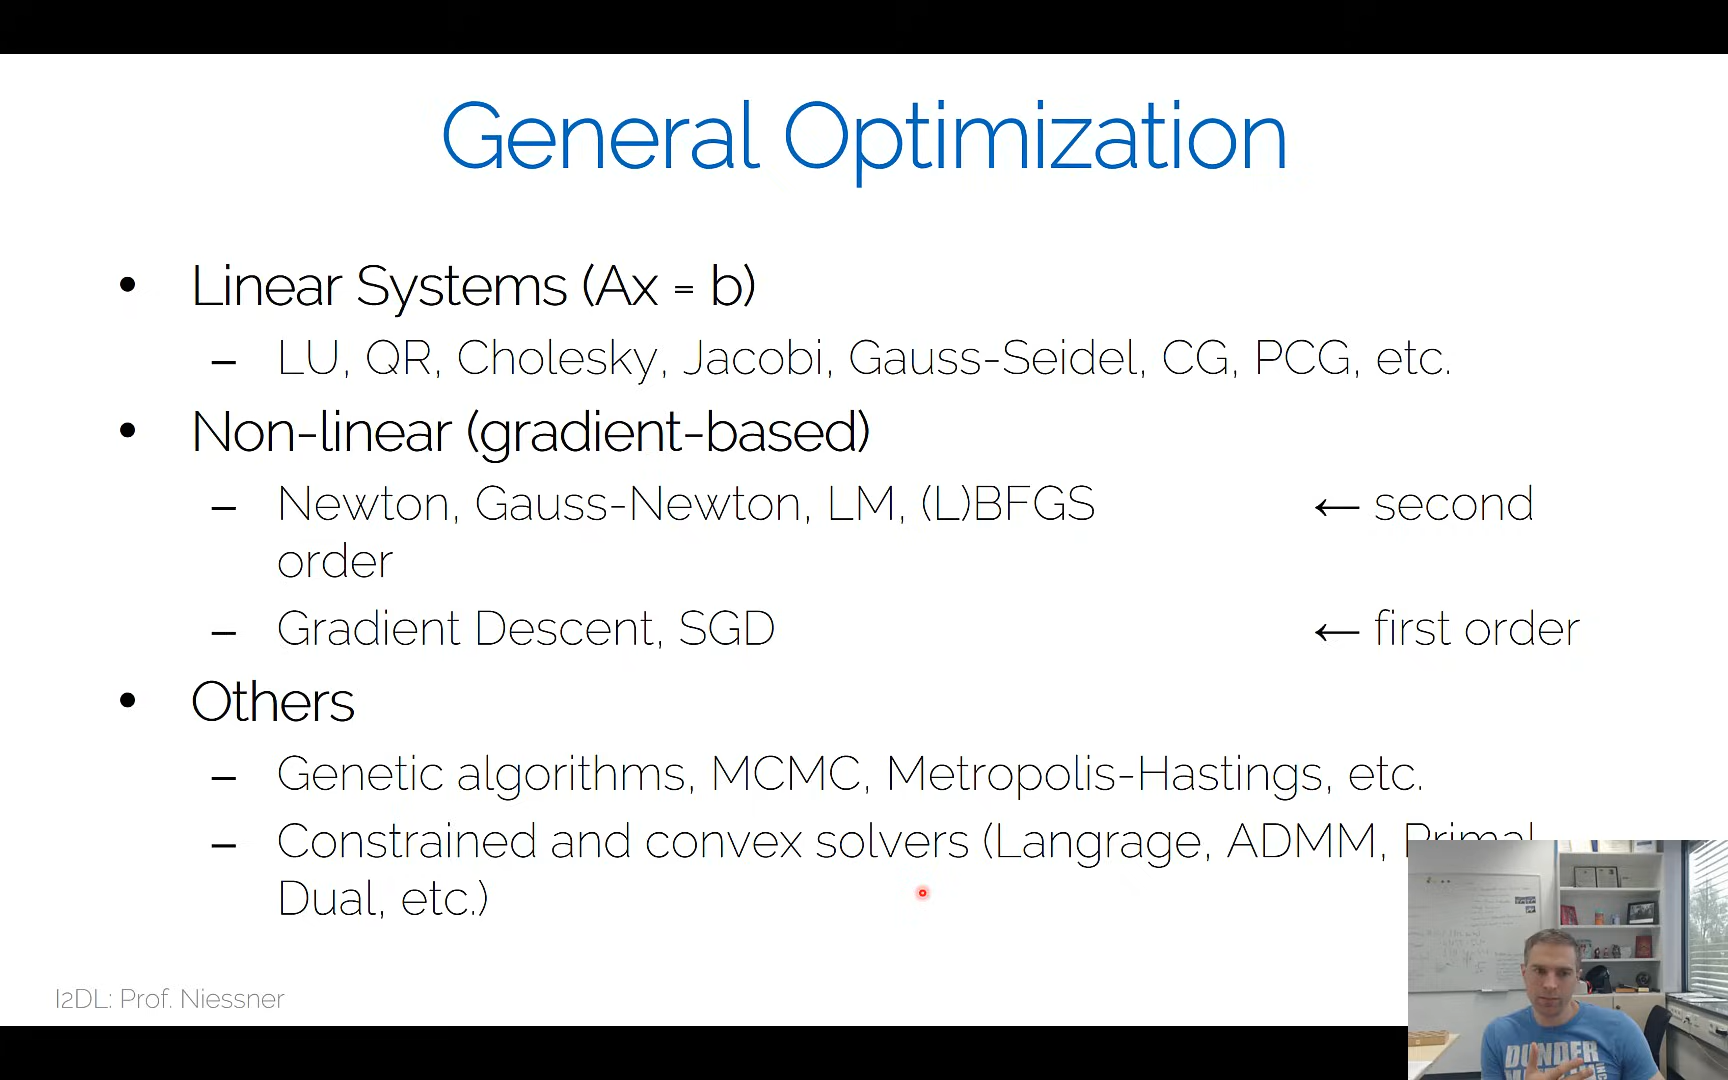 General Optimization
• Linear Systems (Ax = b)
– LU, QR, Cholesky, Jacobi, Gauss-Seidel, CG, PCG, etc.
• Non-linear (gradient-based)
– Newton, Gauss-Newton, LM, (L)BFGS ← second
order
– Gradient Descent, SGD ← first order
• Others
– Genetic algorithms, MCMC, Metropolis-Hastings, etc.
– Constrained and convex solvers (Langrage, ADMM, Primal
Dual, etc.)
I2DL: Prof. Niessner
DUNDER